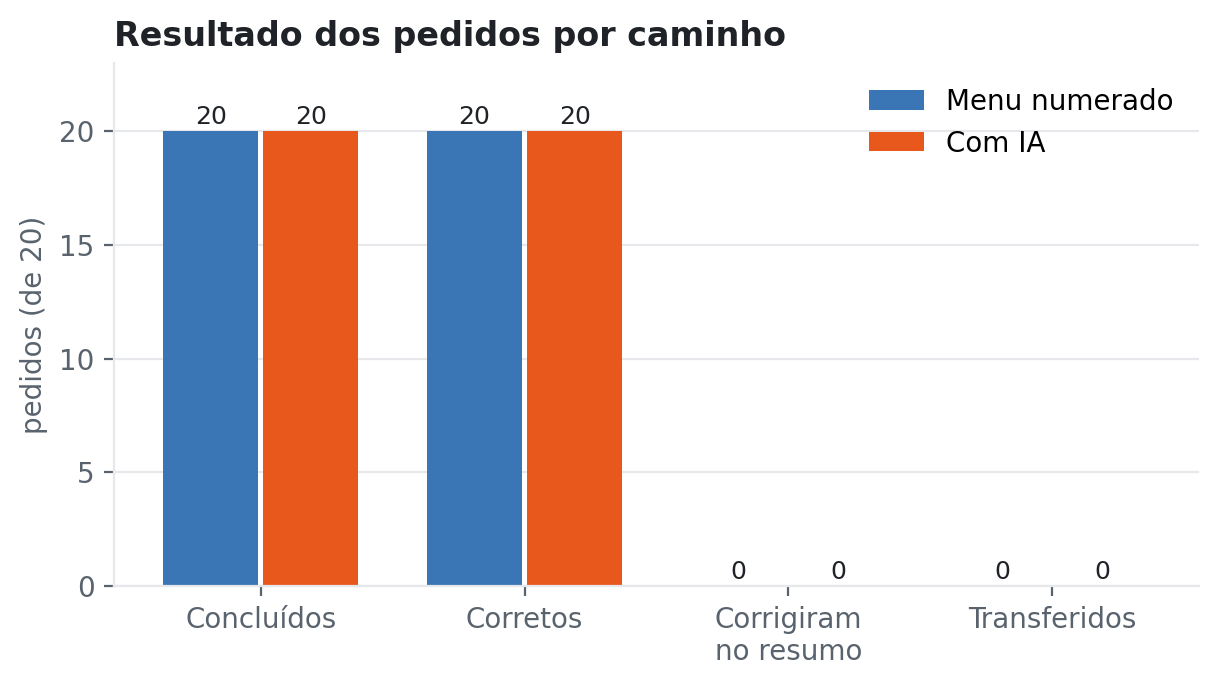 Resultado dos pedidos por caminho
Menu numerado
Com IA
pedidos (de 20)
20
15
10
5
0
20 20 20 20 0 0 0 0
Concluídos
Corretos
Corrigiram
no resumo
Transferidos